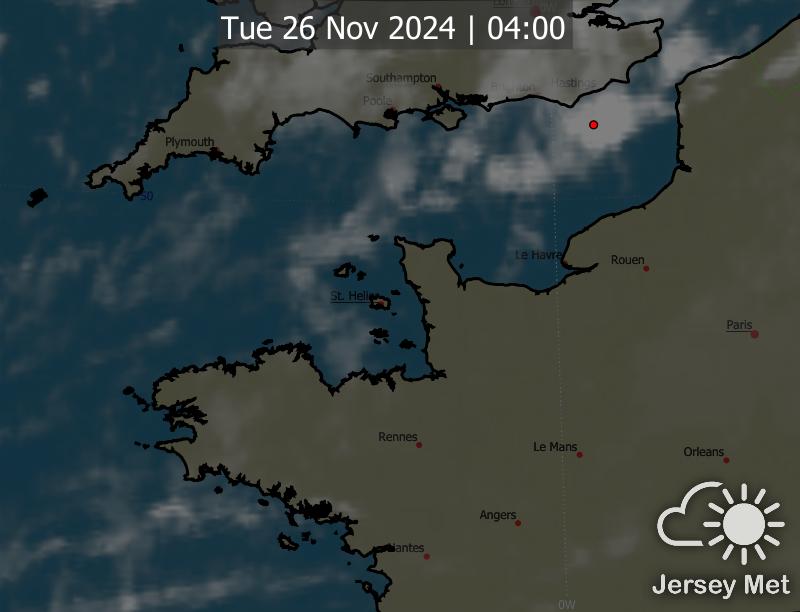 Tue 26 Nov 2024 | 04:00
Southampton
Hastings
Poole
Plymouth
50
Le Havre
Rouen
St. Helier
Paris
Rennes
Le Mans
Orleans
Angers
Nantes
Jersey Met
0W